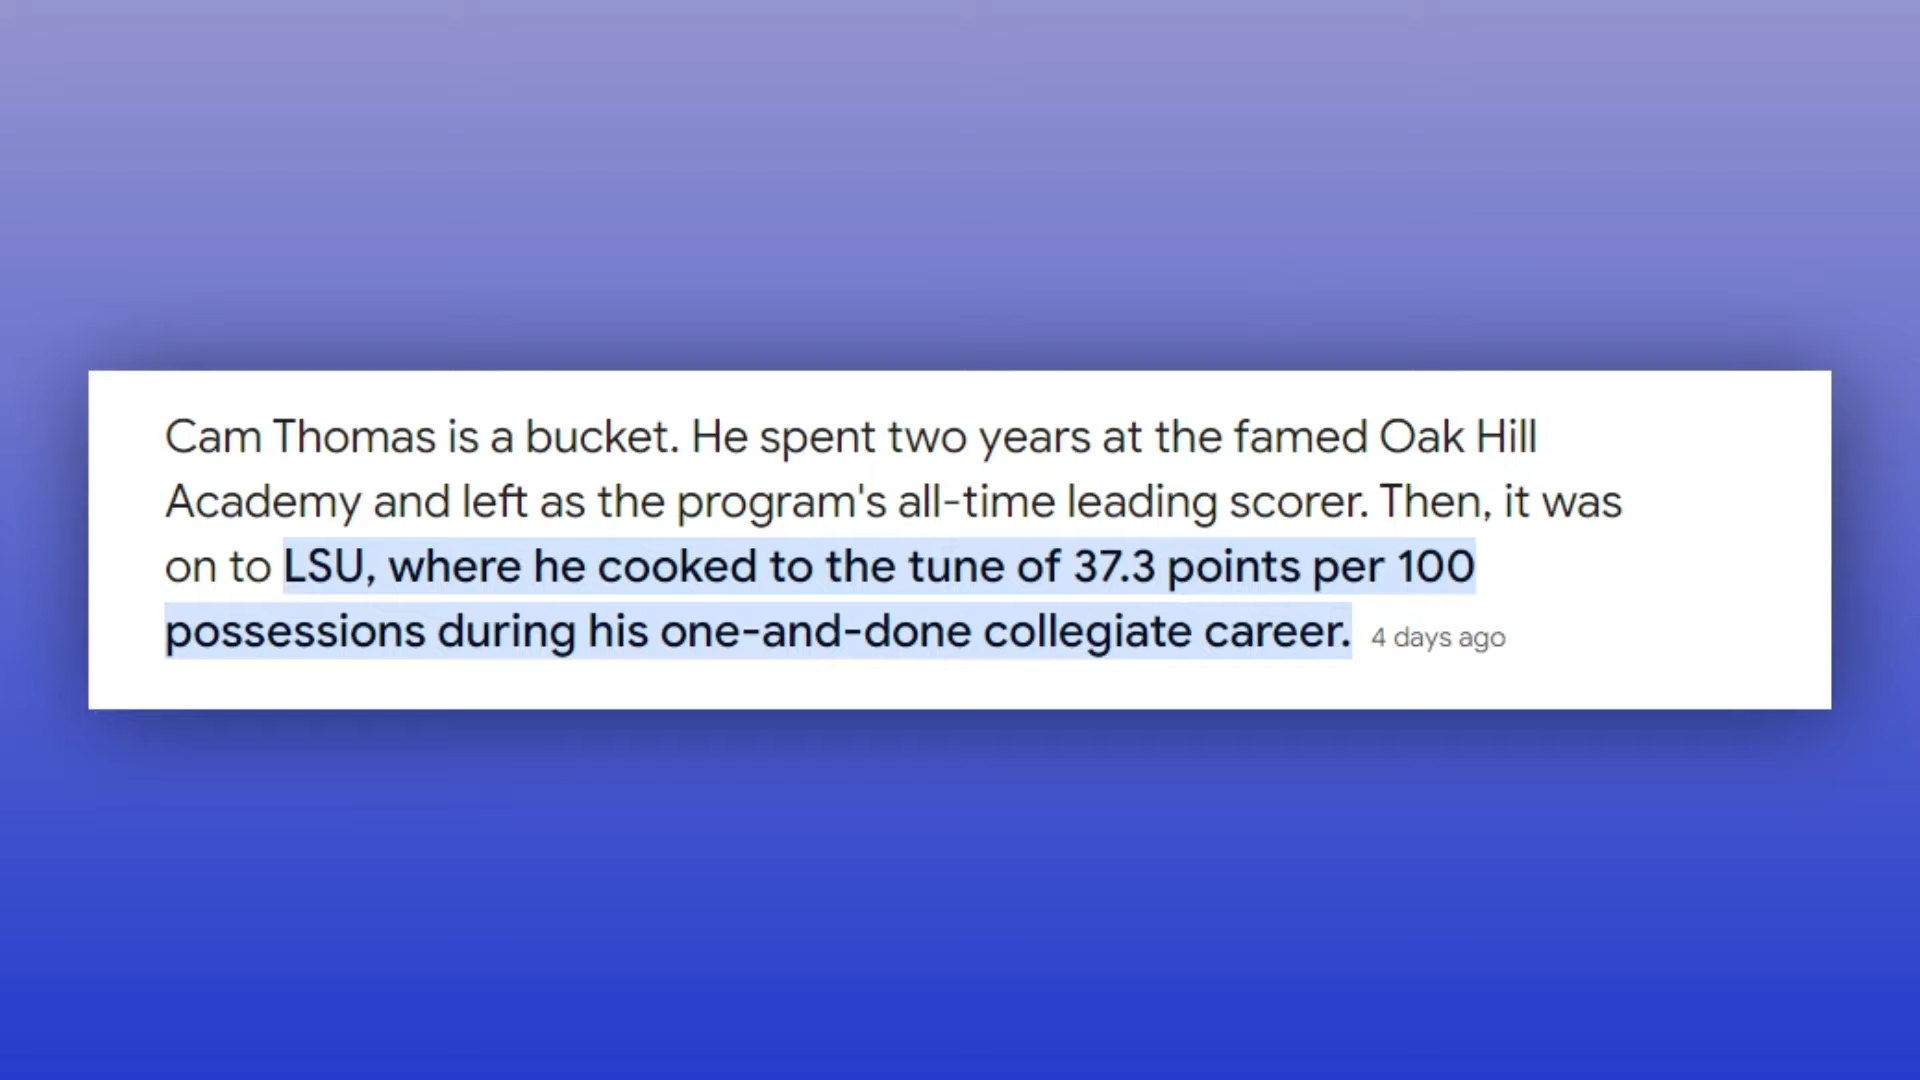 Cam Thomas is a bucket. He spent two years at the famed Oak Hill
Academy and left as the program's all-time leading scorer. Then, it was
on to LSU, where he cooked to the tune of 37.3 points per 100
possessions during his one-and-done collegiate career. 4 days ago